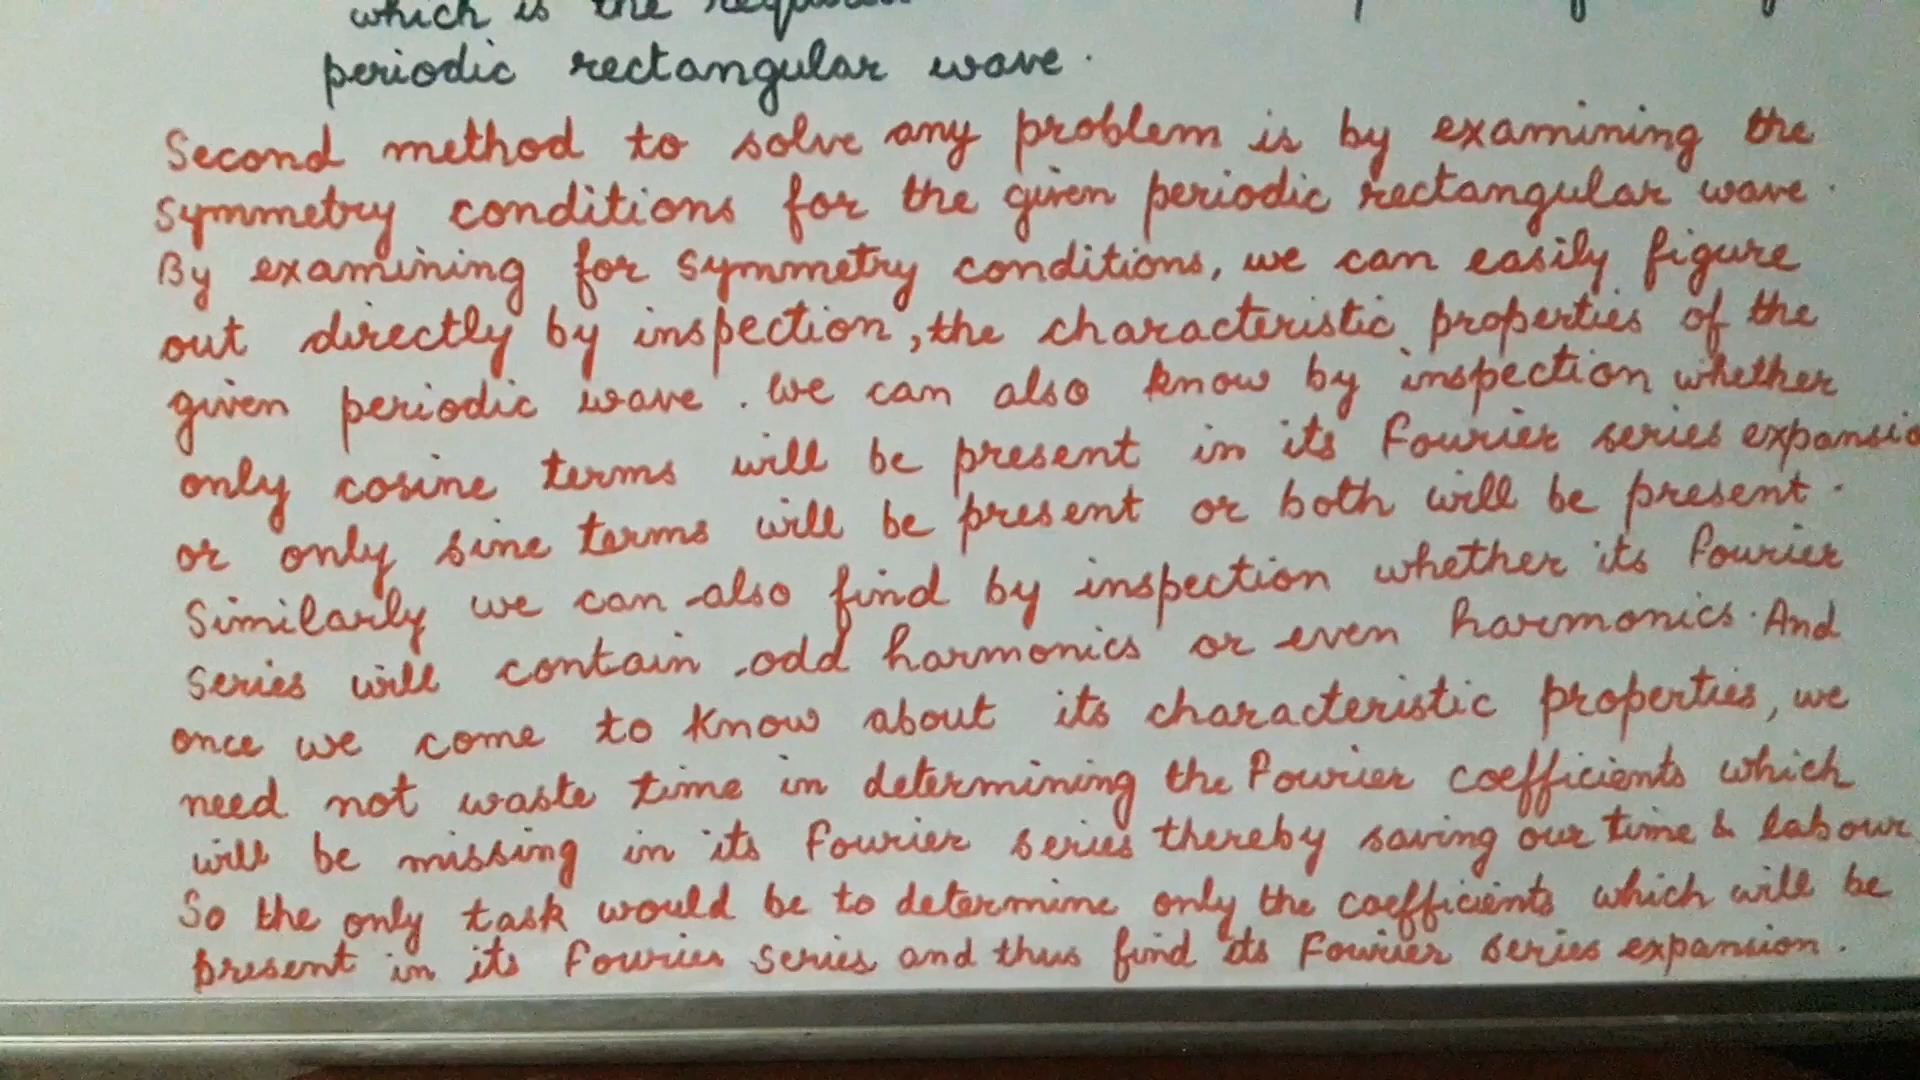 which is the
periodic rectangular wave.
Second method to solve any problem is by examining the
symmetry conditions for the given periodic rectangular wave.
By examining for symmetry conditions, we can easily figure
out directly by inspection, the characteristic properties of the
given periodic wave. We can also know by inspection whether
only cosine terms will be present in its Fourier series expansio
or only sine terms will be present or both will be present.
Similarly we can also find by inspection whether its Fourier
series will contain odd harmonics or even harmonics. And
once we come to know about its characteristic properties, we
need not waste time in determining the Fourier coefficients which
will be missing in its Fourier series thereby saving our time & labour
So the only task would be to determine only the coefficients which will be
present in its Fourier series and thus find its Fourier series expansion.